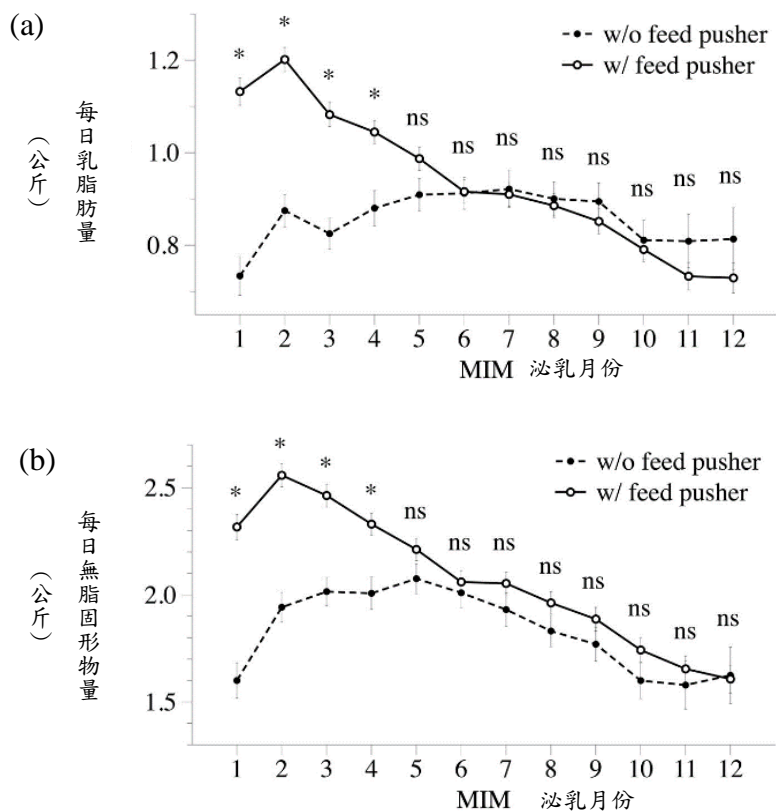 (a)
每日乳脂肪量
（公斤）
w/o feed pusher
w/ feed pusher
* * * * ns ns ns ns ns ns ns ns
1.2
1.0
0.8
1 2 3 4 5 6 7 8 9 10 11 12
MIM 泌乳月份
(b)
每日無脂固形物量
（公斤）
w/o feed pusher
w/ feed pusher
* * * * ns ns ns ns ns ns ns ns
2.5
2.0
1.5
1 2 3 4 5 6 7 8 9 10 11 12
MIM 泌乳月份